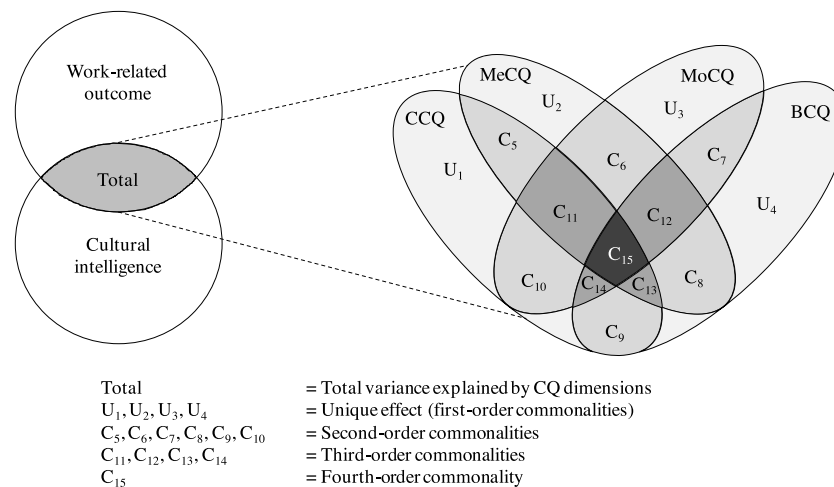 Work-related
outcome
Total
Cultural
intelligence
MeCQ
MoCQ
CCQ
BCQ
U₂
U₃
C₅
C₆
C₇
U₁
U₄
C₁₁
C₁₂
C₁₅
C₁₀
C₁₄
C₁₃
C₈
C₉
Total = Total variance explained by CQ dimensions
U₁, U₂, U₃, U₄ = Unique effect (first-order commonalities)
C₅, C₆, C₇, C₈, C₉, C₁₀ = Second-order commonalities
C₁₁, C₁₂, C₁₃, C₁₄ = Third-order commonalities
C₁₅ = Fourth-order commonality